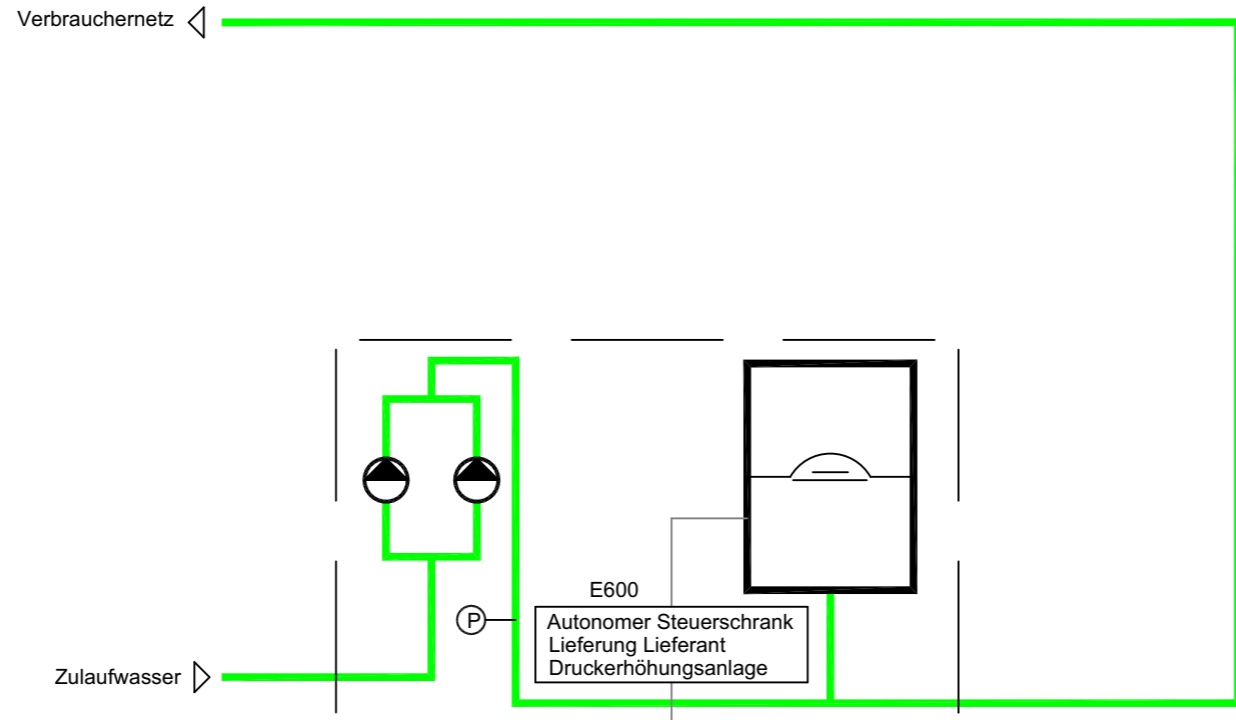 Verbrauchernetz
E600
P
Autonomer Steuerschrank
Lieferung Lieferant
Druckerhöhungsanlage
Zulaufwasser